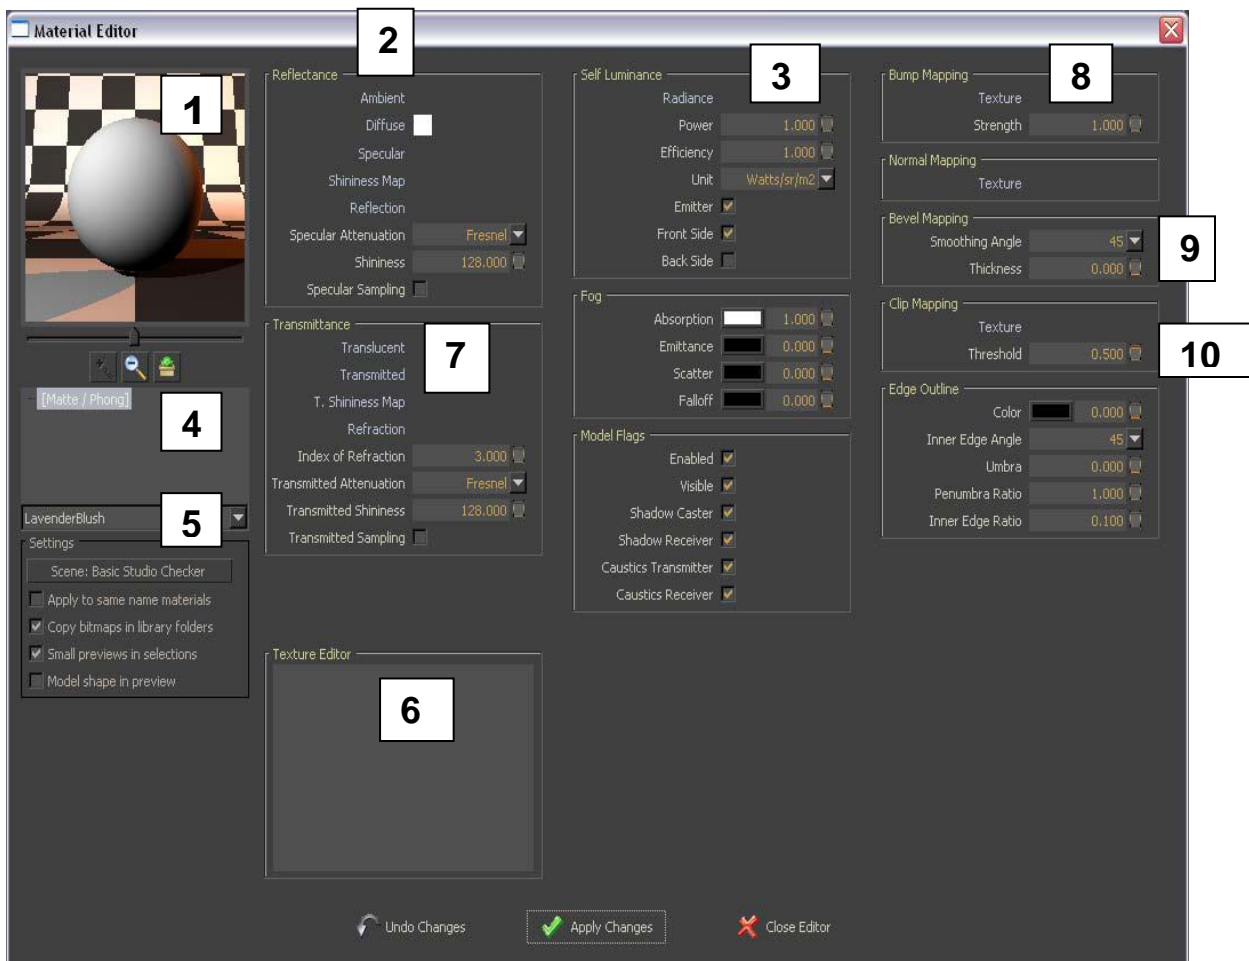 Material Editor
1
[Matte / Phong]
4
LavenderBlush
5
Settings
Scene: Basic Studio Checker
Apply to same name materials
Copy bitmaps in library folders
Small previews in selections
Model shape in preview
2
Reflectance
Ambient
Diffuse
Specular
Shininess Map
Reflection
Specular Attenuation Fresnel
Shininess 128.000
Specular Sampling
Transmittance
7
Translucent
Transmitted
T. Shininess Map
Refraction
Index of Refraction 3.000
Transmitted Attenuation Fresnel
Transmitted Shininess 128.000
Transmitted Sampling
Texture Editor
6
3
Self Luminance
Radiance
Power 1.000
Efficiency 1.000
Unit Watts/sr/m2
Emitter
Front Side
Back Side
Fog
Absorption 1.000
Emittance 0.000
Scatter 0.000
Falloff 0.000
Model Flags
Enabled
Visible
Shadow Caster
Shadow Receiver
Caustics Transmitter
Caustics Receiver
Bump Mapping
8
Texture
Strength 1.000
Normal Mapping
Texture
Bevel Mapping
9
Smoothing Angle 45
Thickness 0.000
Clip Mapping
Texture
10
Threshold 0.500
Edge Outline
Color 0.000
Inner Edge Angle 45
Umbra 0.000
Penumbra Ratio 1.000
Inner Edge Ratio 0.100
Undo Changes
Apply Changes
Close Editor